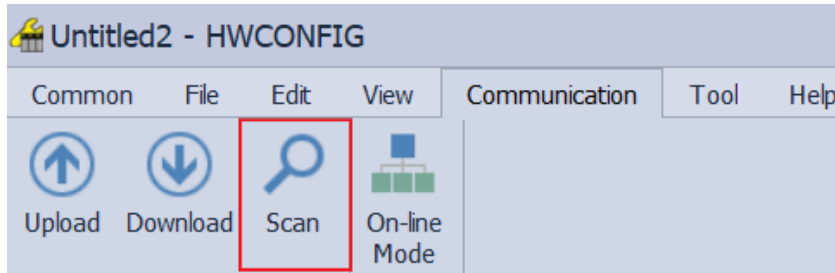 Untitled2 - HWCONFIG
Common File Edit View Communication Tool Help
Upload Download Scan On-line
Mode